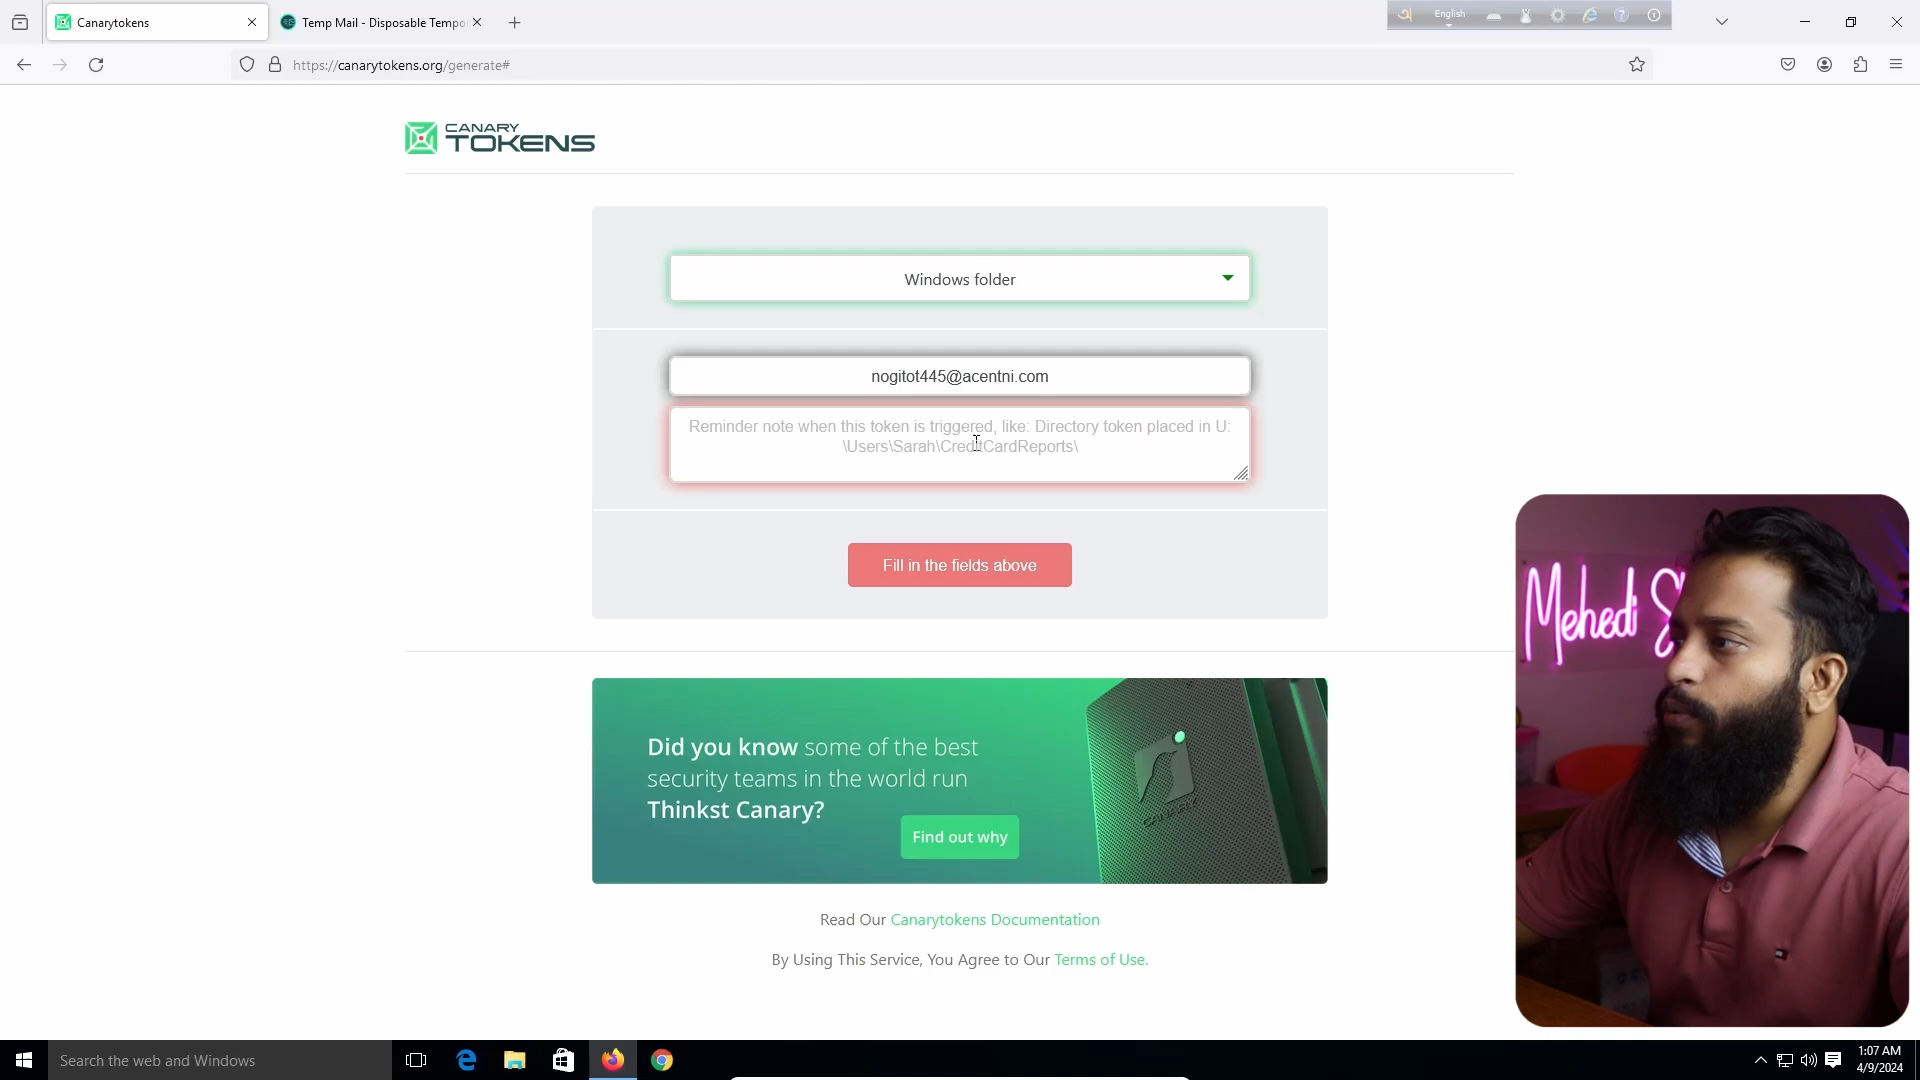 Canarytokens
Temp Mail - Disposable Tempo
English
https://canarytokens.org/generate#
CANARY
TOKENS
Windows folder
nogitot445@acentni.com
Reminder note when this token is triggered, like: Directory token placed in U:
\Users\Sarah\CreditCardReports\
Fill in the fields above
Did you know some of the best
security teams in the world run
Thinkst Canary?
Find out why
CANARY
Read Our Canarytokens Documentation
By Using This Service, You Agree to Our Terms of Use.
Mehedi
Search the web and Windows
1:07 AM
4/9/2024